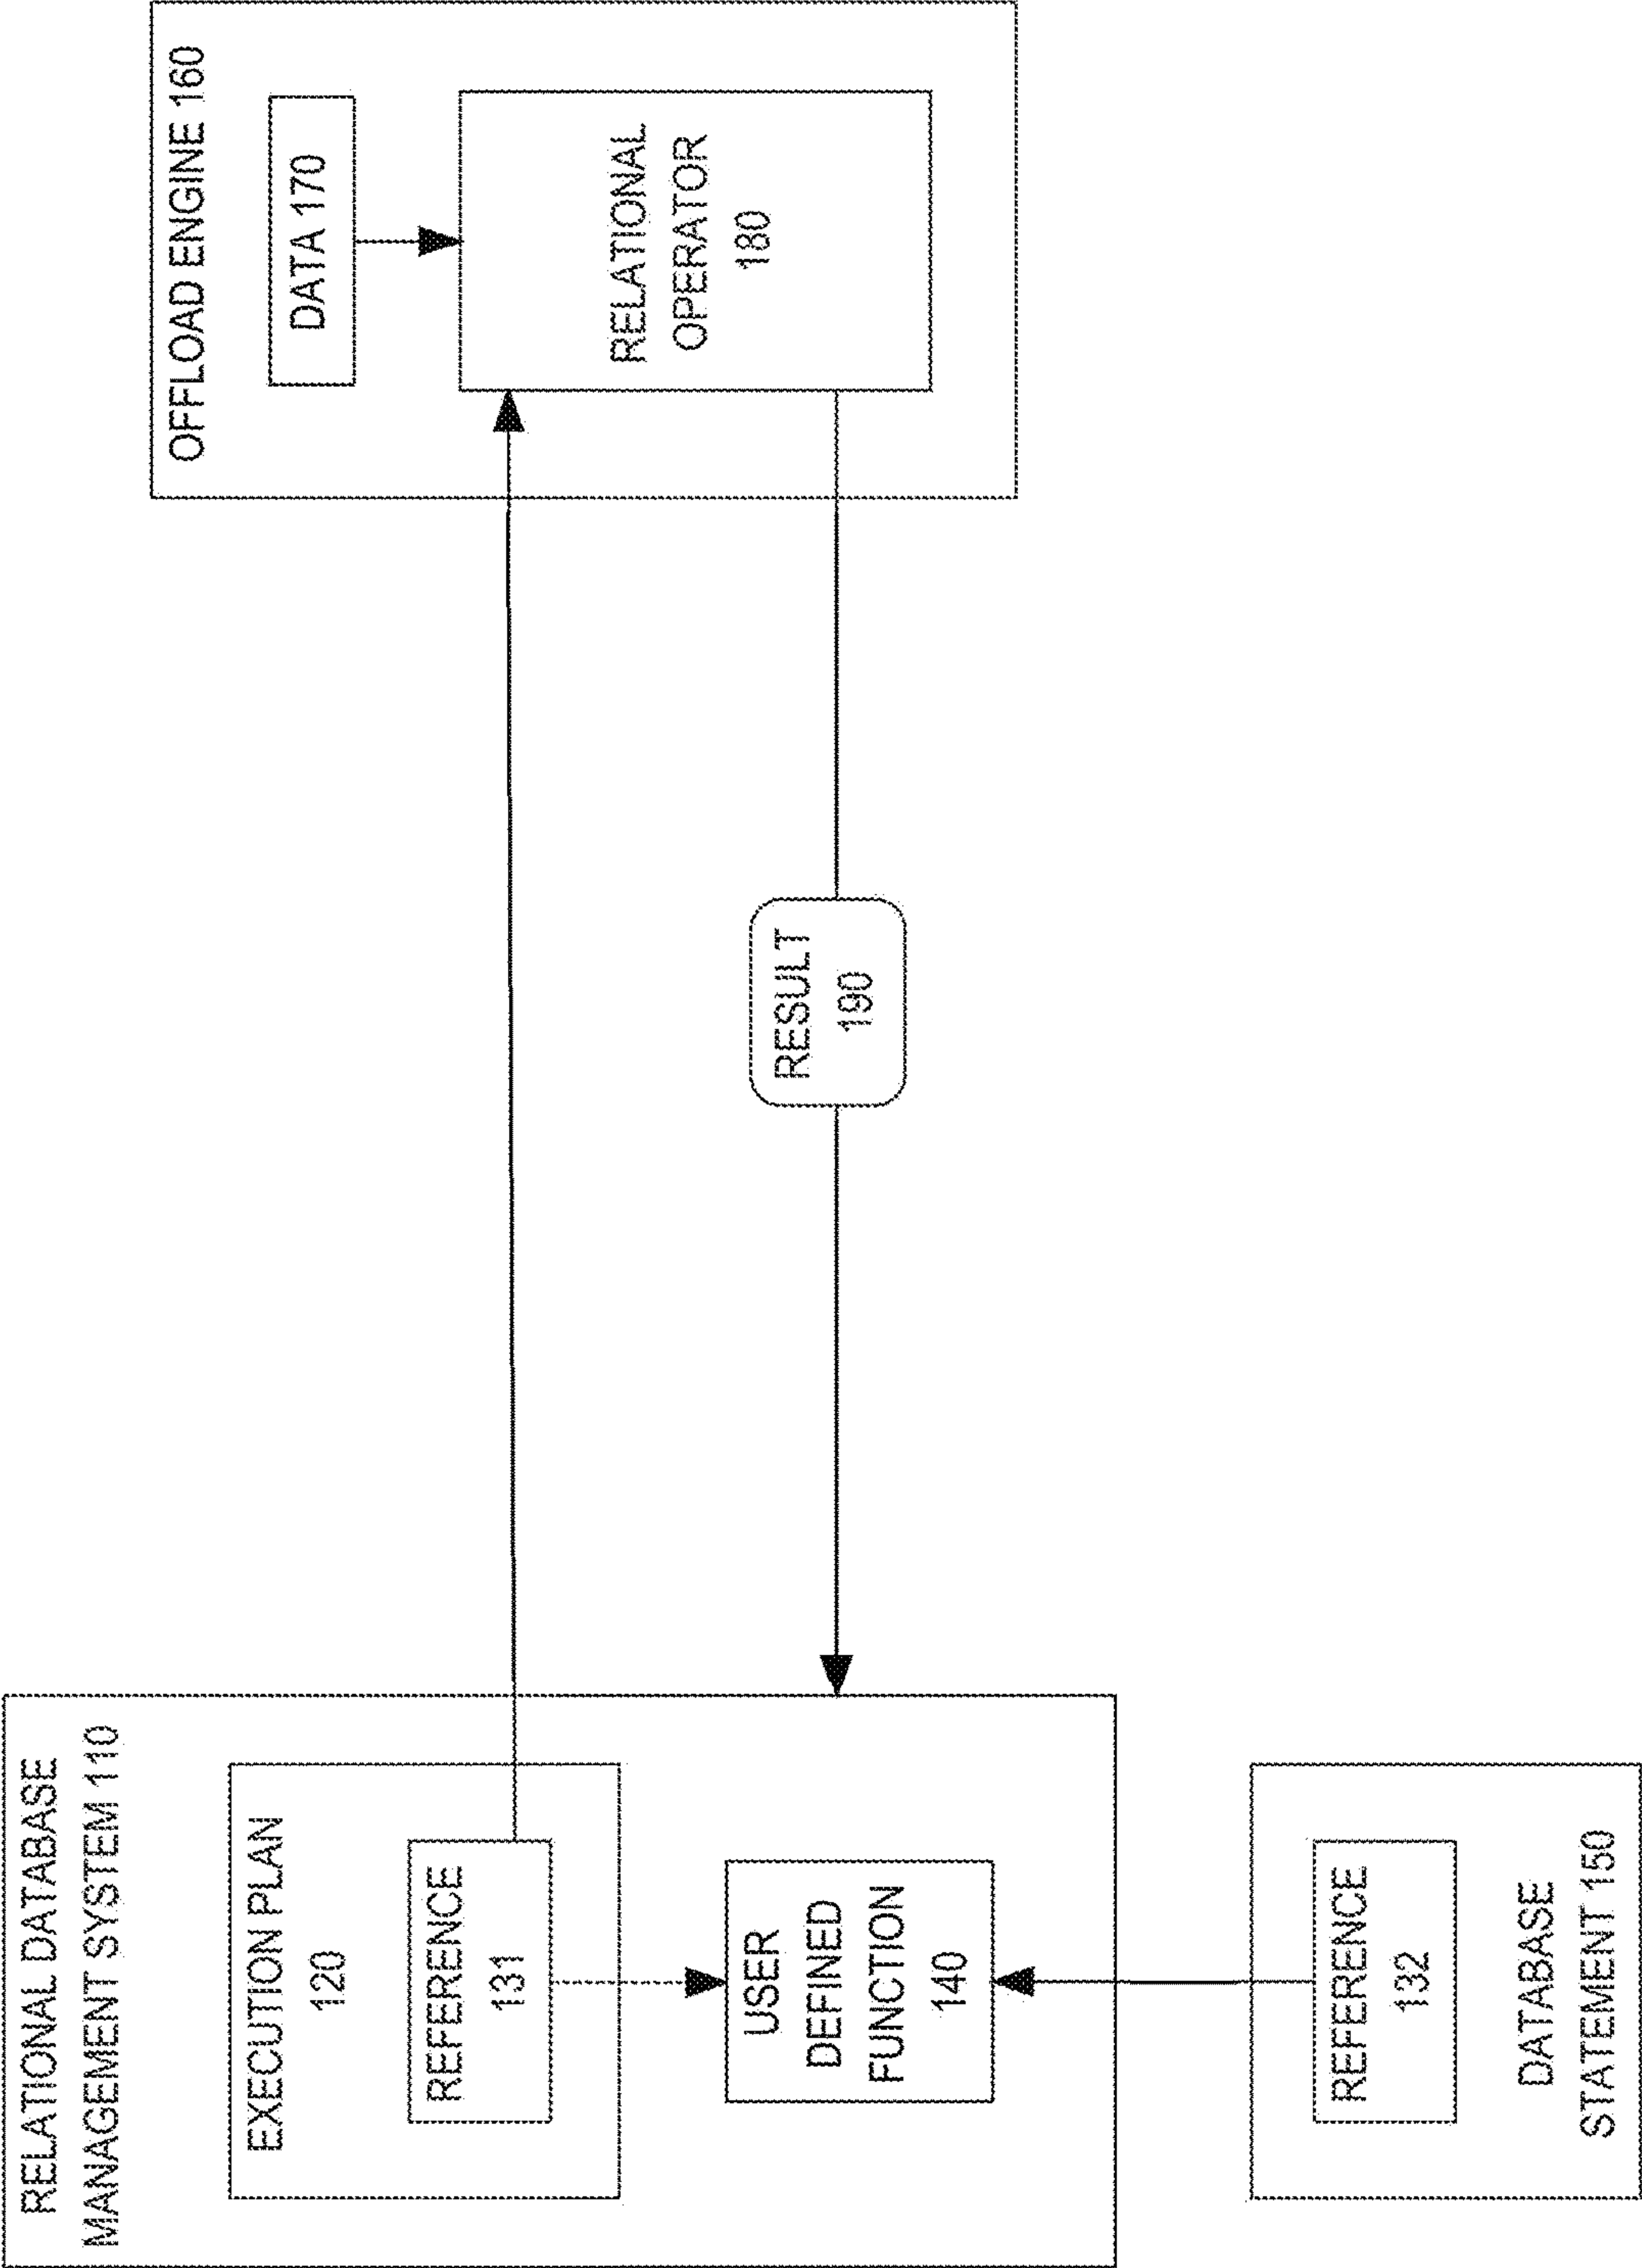 RELATIONAL DATABASE
MANAGEMENT SYSTEM 110
EXECUTION PLAN
120
REFERENCE
131
USER
DEFINED
FUNCTION
140
REFERENCE
132
DATABASE
STATEMENT 150
RESULT
190
OFFLOAD ENGINE 160
DATA 170
RELATIONAL
OPERATOR
180